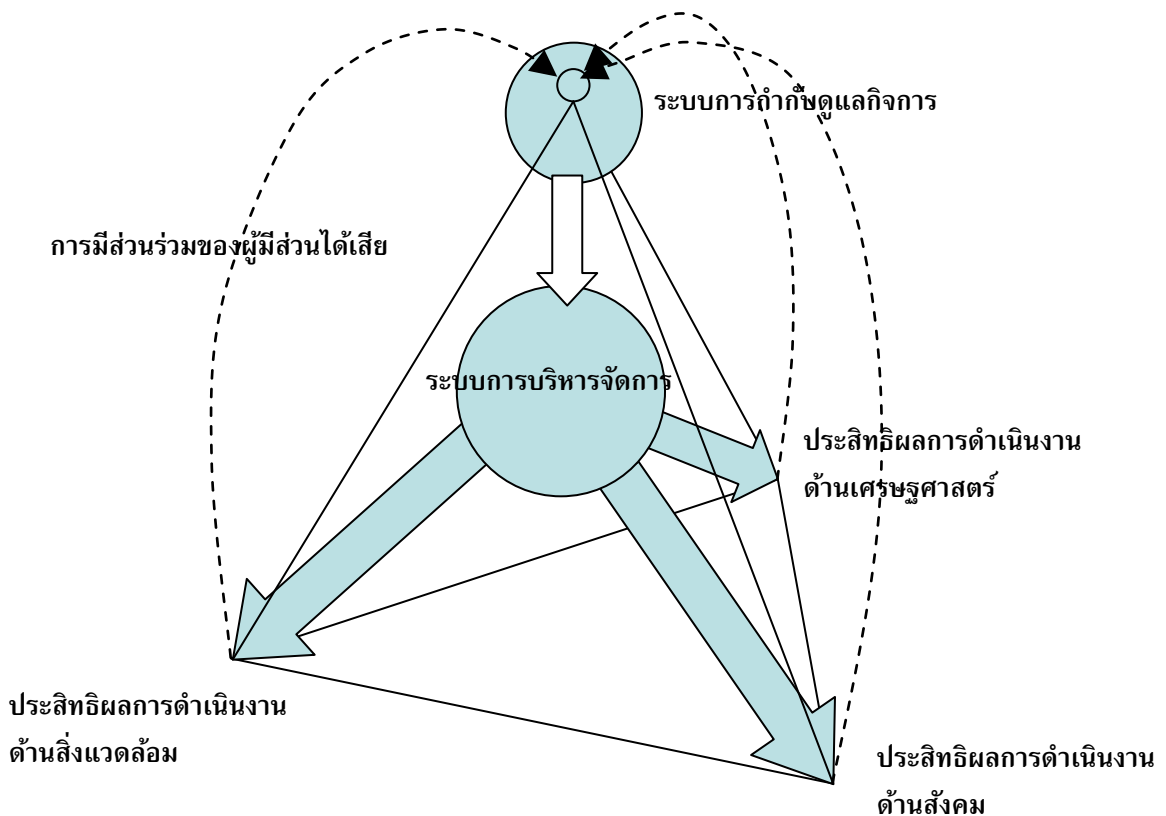 ระบบการกำกับดูแลกิจการ
การมีส่วนร่วมของผู้มีส่วนได้เสีย
ระบบการบริหารจัดการ
ประสิทธิผลการดำเนินงาน
ด้านเศรษฐศาสตร์
ประสิทธิผลการดำเนินงาน
ด้านสิ่งแวดล้อม
ประสิทธิผลการดำเนินงาน
ด้านสังคม